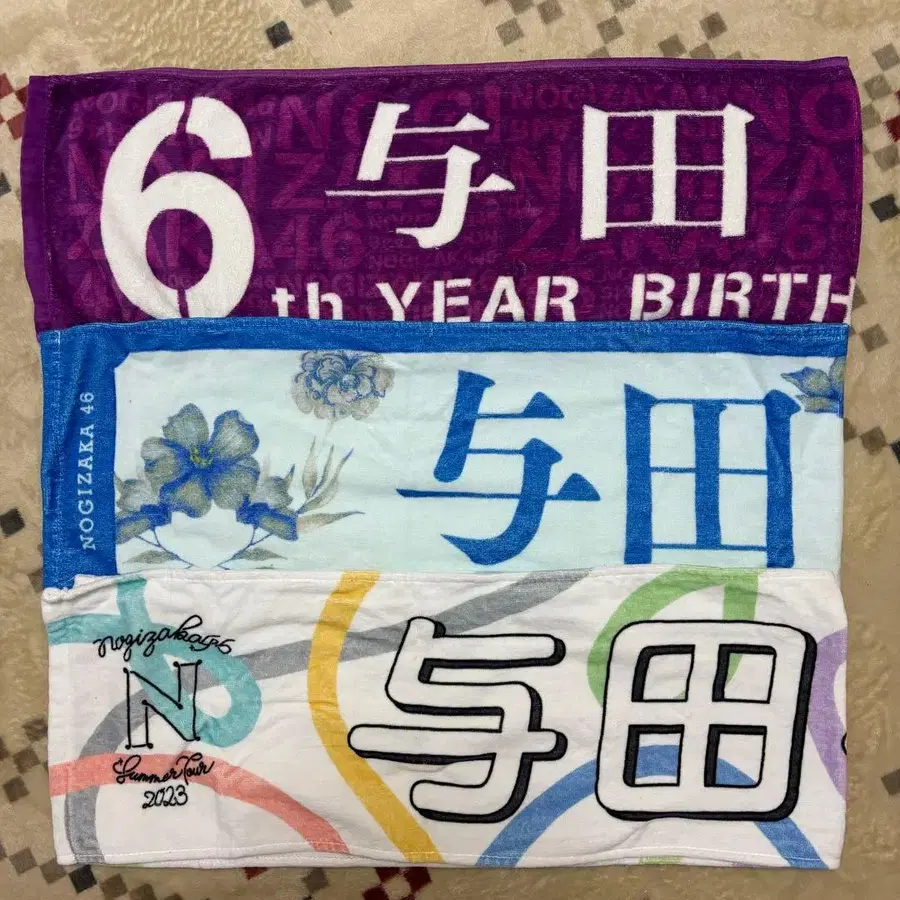 6 与田
th YEAR BIRTH
NOGIZAKA 46
与田
nogizaka46
N
Summer Tour
2023
与田